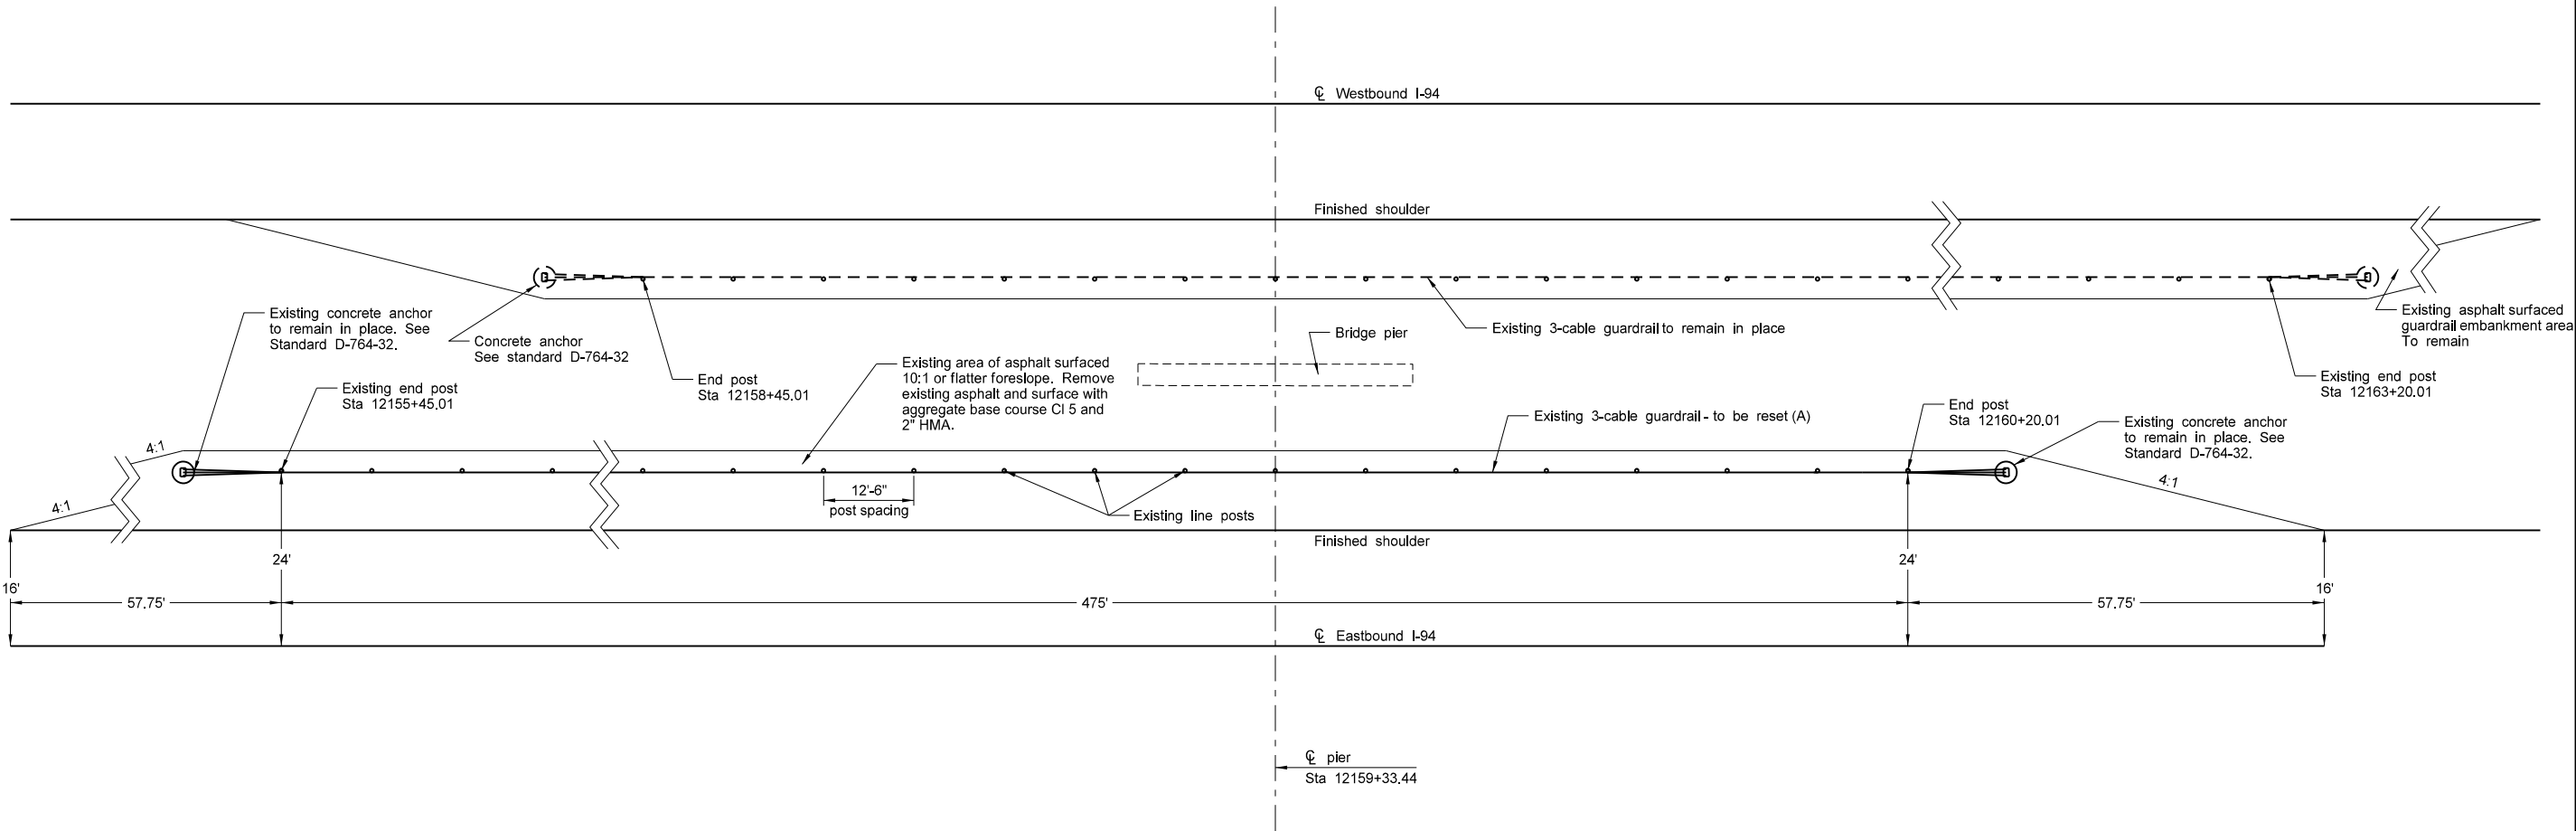 ℄ Westbound I-94
Finished shoulder
Existing concrete anchor
to remain in place. See
Standard D-764-32.
Concrete anchor
See standard D-764-32
Existing end post
Sta 12155+45.01
End post
Sta 12158+45.01
Existing area of asphalt surfaced
10:1 or flatter foreslope. Remove
existing asphalt and surface with
aggregate base course Cl 5 and
2" HMA.
Bridge pier
Existing 3-cable guardrail to remain in place
Existing asphalt surfaced
guardrail embankment area
To remain
Existing end post
Sta 12163+20.01
Existing 3-cable guardrail - to be reset (A)
End post
Sta 12160+20.01
Existing concrete anchor
to remain in place. See
Standard D-764-32.
4:1
4:1
4:1
12'-6"
post spacing
Existing line posts
Finished shoulder
16'
24'
24'
16'
57.75'
475'
57.75'
℄ Eastbound I-94
℄ pier
Sta 12159+33.44